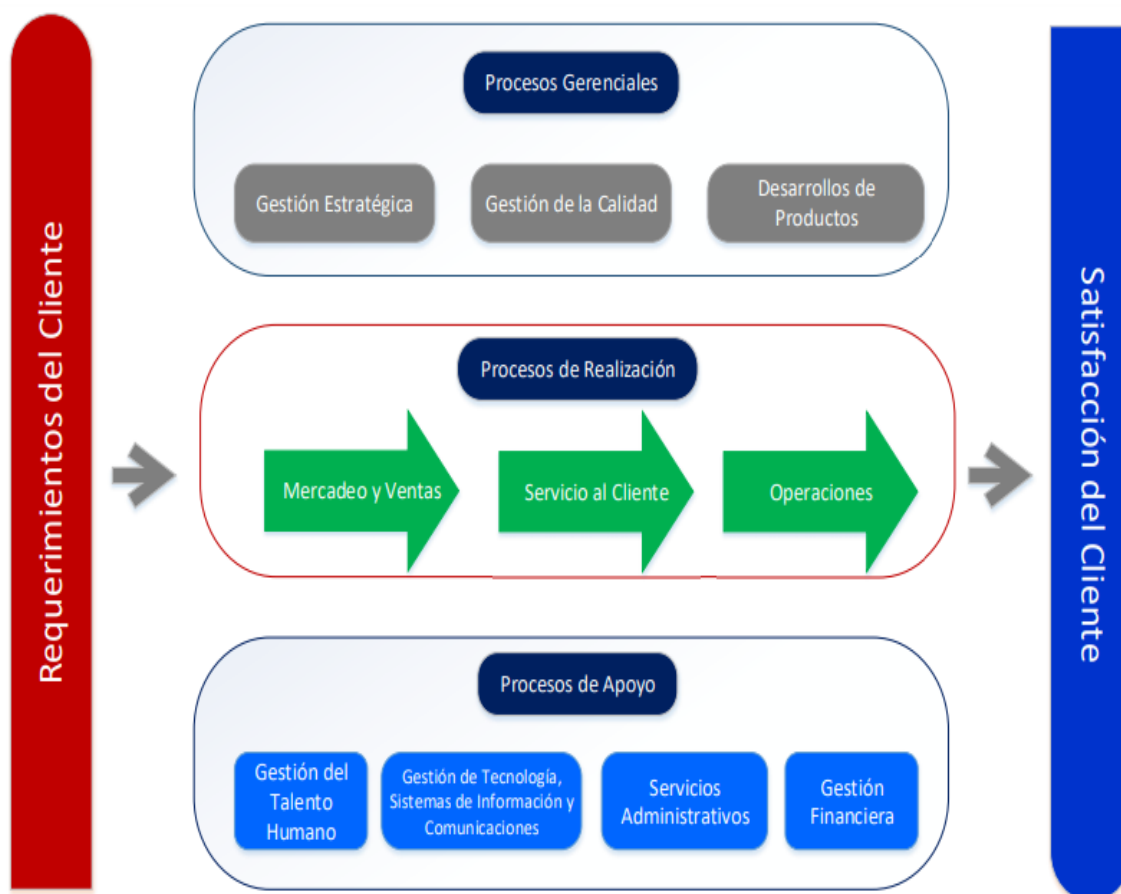 Requerimientos del Cliente
Procesos Gerenciales
Gestión Estratégica
Gestión de la Calidad
Desarrollos de
Productos
Procesos de Realización
Mercadeo y Ventas
Servicio al Cliente
Operaciones
Procesos de Apoyo
Gestión del
Talento
Humano
Gestión de Tecnología,
Sistemas de Información y
Comunicaciones
Servicios
Administrativos
Gestión
Financiera
Satisfacción del Cliente